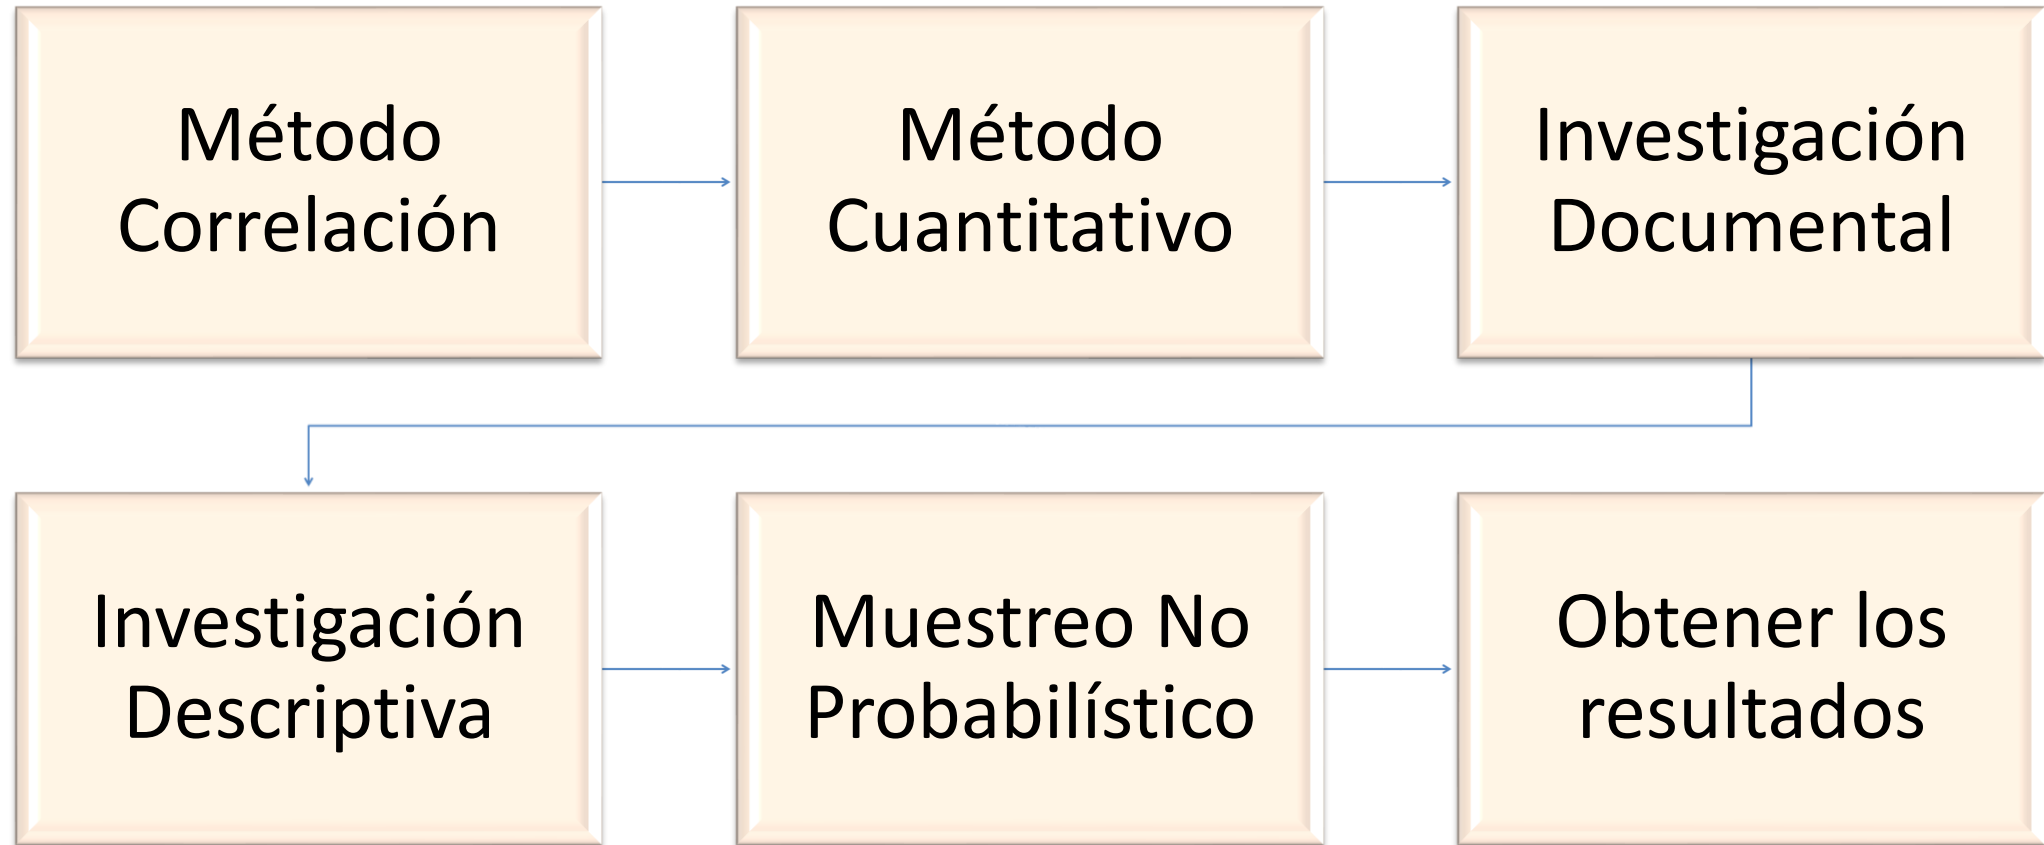 Método
Correlación
Método
Cuantitativo
Investigación
Documental
Investigación
Descriptiva
Muestreo No
Probabilístico
Obtener los
resultados